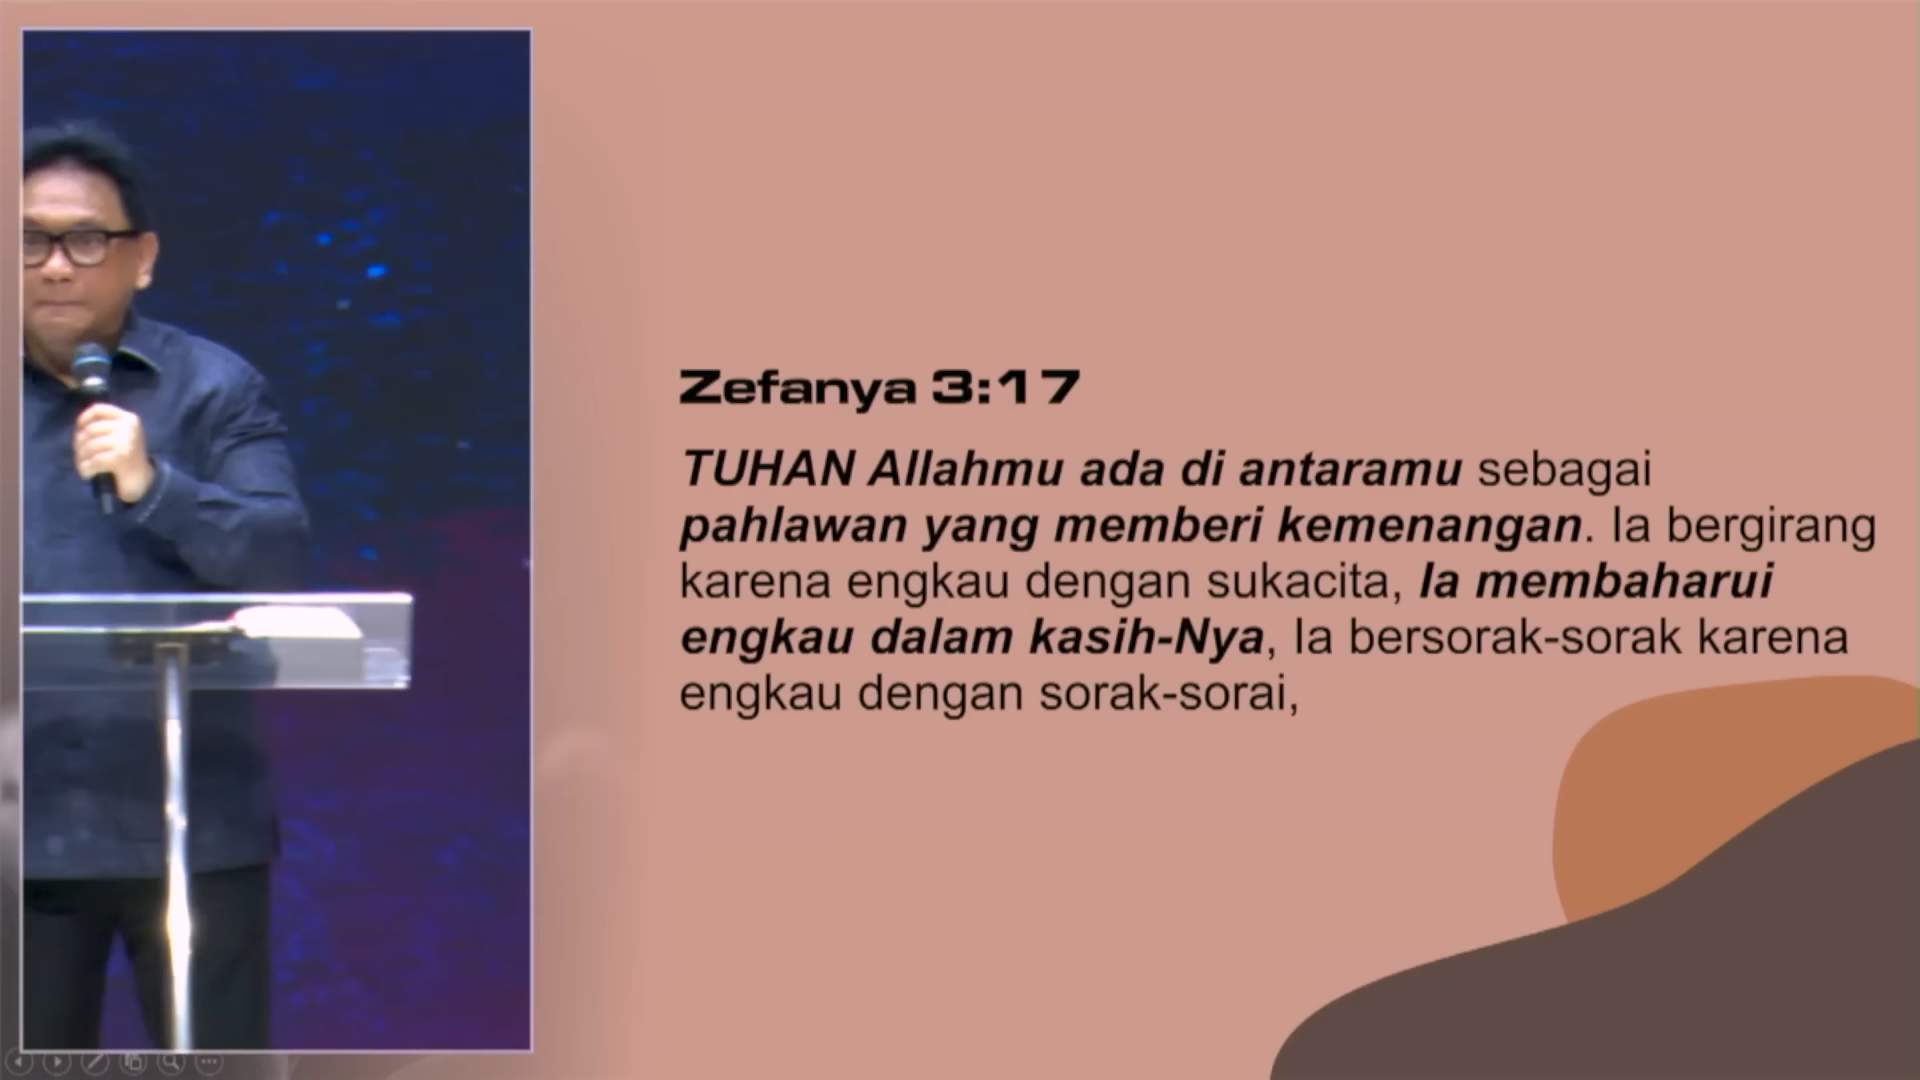 Zefanya 3:17
TUHAN Allahmu ada di antaramu sebagai
pahlawan yang memberi kemenangan. Ia bergirang
karena engkau dengan sukacita, Ia membaharui
engkau dalam kasih-Nya, Ia bersorak-sorak karena
engkau dengan sorak-sorai,